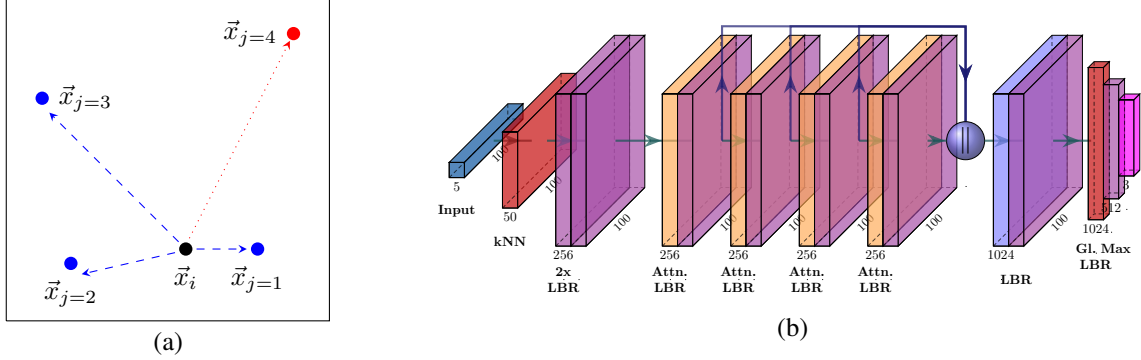 x⃗_{j=4}
x⃗_{j=3}
x⃗_i
x⃗_{j=1}
x⃗_{j=2}
(a)
5
100
Input
50
100
kNN
256
100
2x
LBR
256
100
Attn.
LBR
256
100
Attn.
LBR
256
100
Attn.
LBR
256
100
Attn.
LBR
||
1024
100
LBR
1024
512
3
Gl. Max
LBR
(b)